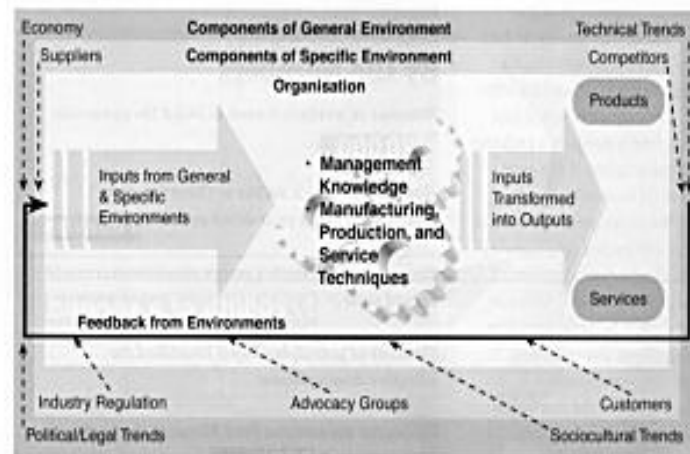 Economy
Components of General Environment
Technical Trends
Suppliers
Components of Specific Environment
Competitors
Organisation
Products
Inputs from General
& Specific
Environments
Management
Knowledge
Manufacturing,
Production, and
Service
Techniques
Inputs
Transformed
into Outputs
Services
Feedback from Environments
Industry Regulation
Advocacy Groups
Customers
Political/Legal Trends
Sociocultural Trends